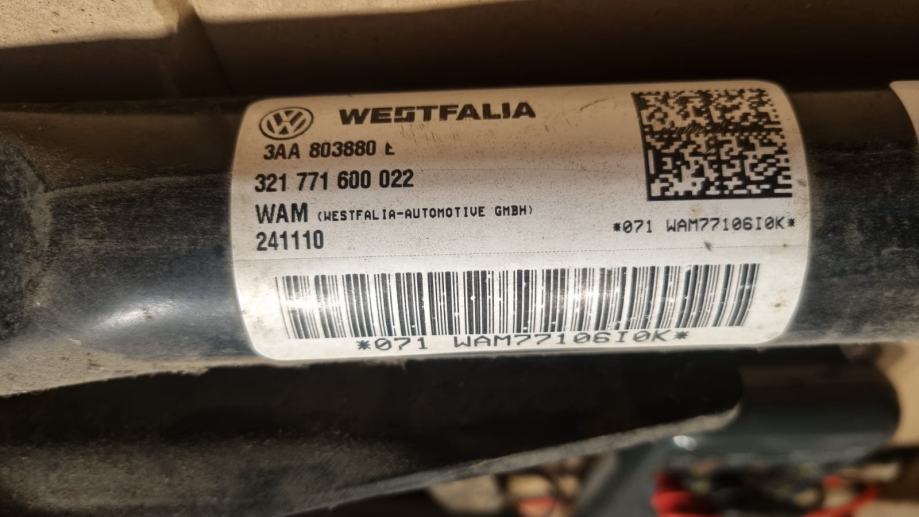 WESTFALIA
3AA 803880 E
321 771 600 022
WAM (WESTFALIA-AUTOMOTIVE GMBH)
241110
*071 WAM77106I0K*
*071 WAM77106I0K*